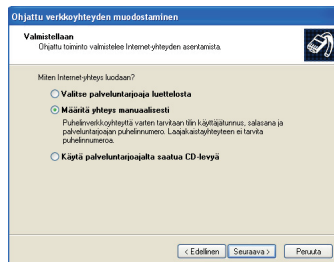 Ohjattu verkkoyhteyden muodostaminen
Valmistellaan
Ohjattu toiminto valmistelee Internet-yhteyden asentamista.
Miten Internet-yhteys luodaan?
Valitse palveluntarjoaja luettelosta
Määritä yhteys manuaalisesti
Puhelinverkkoyhteyttä varten tarvitaan tilin käyttäjätunnus, salasana ja
palveluntarjoajan puhelinnumero. Laajakaistayhteyteen ei tarvita
puhelinnumeroa.
Käytä palveluntarjoajalta saatua CD-levyä
< Edellinen
Seuraava >
Peruuta